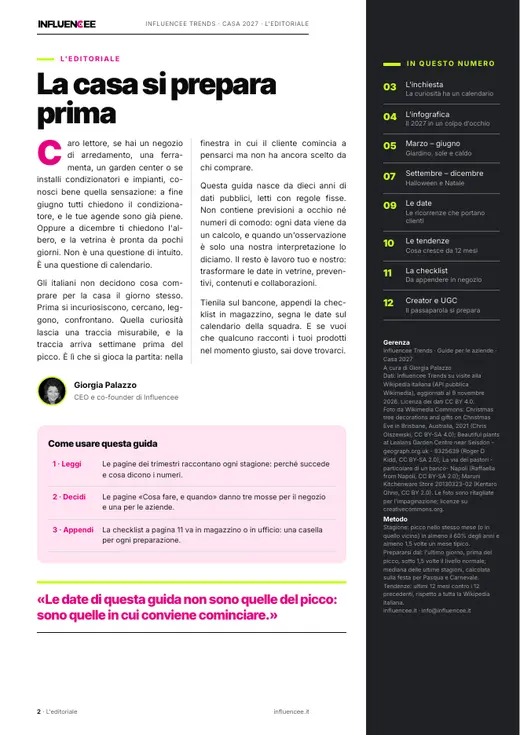 INFLUENCEE
INFLUENCEE TRENDS · CASA 2027 · L'EDITORIALE
L'EDITORIALE
La casa si prepara
prima
Caro lettore, se hai un negozio
di arredamento, una ferra-
menta, un garden center o se
installi condizionatori e impianti, co-
nosci bene quella sensazione: a fine
giugno tutti chiedono il condiziona-
tore, e le tue agende sono già piene.
Oppure a dicembre ti chiedono l'al-
bero, e la vetrina è pronta da pochi
giorni. Non è una questione di intuito.
È una questione di calendario.
Gli italiani non decidono cosa com-
prare per la casa il giorno stesso.
Prima si incuriosiscono, cercano, leg-
gono, confrontano. Quella curiosità
lascia una traccia misurabile, e la
traccia arriva settimane prima del
picco. È lì che si gioca la partita: nella
finestra in cui il cliente comincia a
pensarci ma non ha ancora scelto da
chi comprare.
Questa guida nasce da dieci anni di
dati pubblici, letti con regole fisse.
Non contiene previsioni a occhio né
numeri di comodo: ogni data viene da
un calcolo, e quando un'osservazione
è solo una nostra interpretazione lo
diciamo. Il resto è lavoro tuo e nostro:
trasformare le date in vetrine, preven-
tivi, contenuti e collaborazioni.
Tienila sul bancone, appendi la chec-
klist in magazzino, segna le date sul
calendario della squadra. E se vuoi
che qualcuno racconti i tuoi prodotti
nel momento giusto, sai dove trovarci.
Giorgia Palazzo
CEO e co-founder di Influencee
Come usare questa guida
1 · Leggi
Le pagine dei trimestri raccontano ogni stagione: perché succede
e cosa dicono i numeri.
2 · Decidi
Le pagine «Cosa fare, e quando» danno tre mosse per il negozio
e una per le aziende.
3 · Appendi
La checklist a pagina 11 va in magazzino o in ufficio: una casella
per ogni preparazione.
«Le date di questa guida non sono quelle del picco:
sono quelle in cui conviene cominciare.»
2 · L'editoriale
influencee.it
IN QUESTO NUMERO
03 L'inchiesta
La curiosità ha un calendario
04 L'infografica
Il 2027 in un colpo d'occhio
05 Marzo – giugno
Giardino, sole e caldo
07 Settembre – dicembre
Halloween e Natale
09 Le date
Le ricorrenze che portano
clienti
10 Le tendenze
Cosa cresce da 12 mesi
11 La checklist
Da appendere in negozio
12 Creator e UGC
Il passaparola si prepara
Gerenza
Influencee Trends · Guide per le aziende ·
Casa 2027
A cura di Giorgia Palazzo
Dati: Influencee Trends su visite alla
Wikipedia italiana (API pubblica
Wikimedia), aggiornati al 8 novembre
2026. Licenza dei dati CC BY 4.0.
Foto da Wikimedia Commons: Christmas
tree decorations and gifts on Christmas
Eve in Brisbane, Australia, 2021 (Chris
Olszewski, CC BY-SA 4.0); Beautiful plants
at Lealans Garden Centre near Seisdon -
geograph.org.uk - 8325639 (Roger D
Kidd, CC BY-SA 2.0); La via dei pastori -
particolare di un banco- Napoli (Raffaella
from Napoli, CC BY-SA 2.0); Maruni
Kitchenware Store 20130323-02 (Kentaro
Ohno, CC BY 2.0). Le foto sono ritagliate
per l'impaginazione; licenze su
creativecommons.org.
Metodo
Stagione: picco nello stesso mese (o in
quello vicino) in almeno il 60% degli anni e
almeno 1,5 volte un mese tipico.
Prepararsi dal: l'ultimo giorno, prima del
picco, sotto 1,5 volte il livello normale;
mediana delle ultime stagioni, calcolata
sulla festa per Pasqua e Carnevale.
Tendenze: ultimi 12 mesi contro i 12
precedenti, rispetto a tutta la Wikipedia
italiana.
influencee.it · info@influencee.it